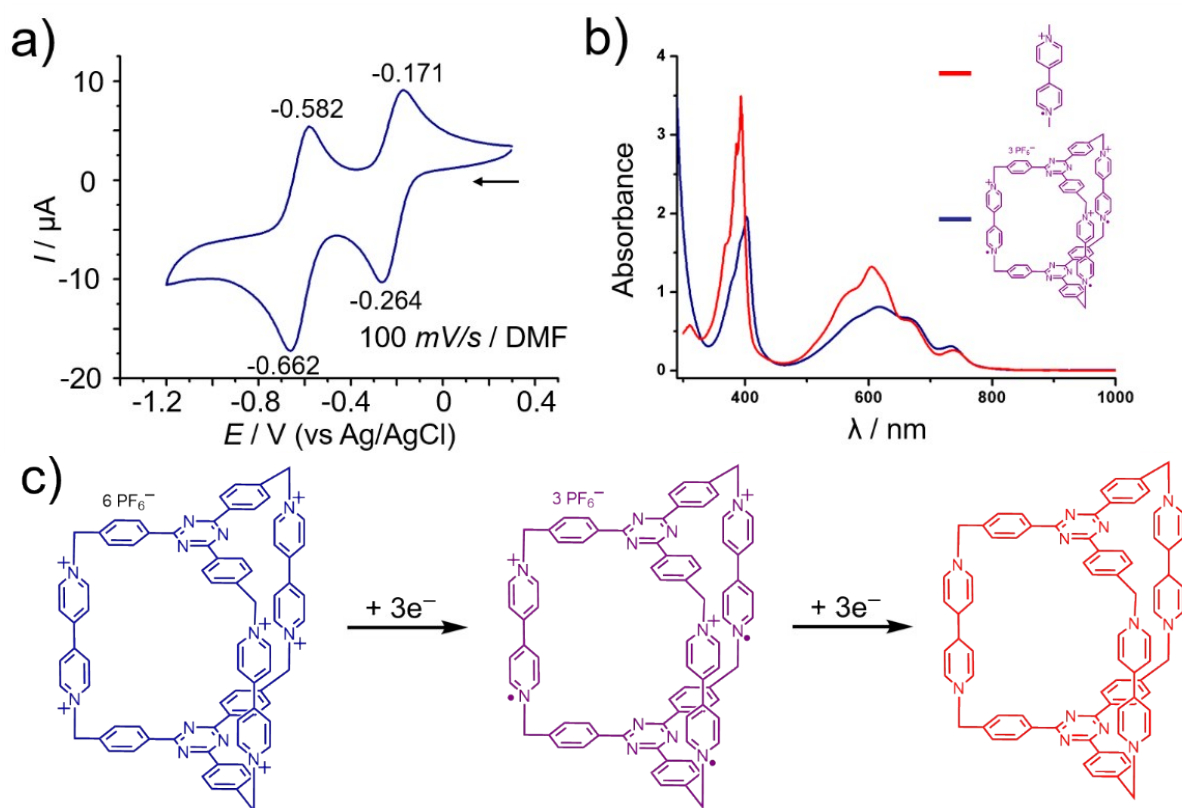 a)
-0.171
-0.582
-0.264
-0.662
100 mV/s / DMF
10
0
-10
-20
I / μA
-1.2
-0.8
-0.4
0
0.4
E / V (vs Ag/AgCl)
b)
4
3
2
1
0
Absorbance
400
600
800
1000
λ / nm
+
N
N
•
3 PF₆⁻
+
N
N
•
N
N
N
+
N
N
•
+
N
N
•
N
N
N
c)
6 PF₆⁻
N
N
N
+
N
+
N
+
N
+
N
+
N
+
N
N
N
N
+ 3e⁻
3 PF₆⁻
N
N
N
+
N
+
N
+
N
N
•
N
•
N
•
N
N
N
+ 3e⁻
N
N
N
N
N
N
N
N
N
N
N
N